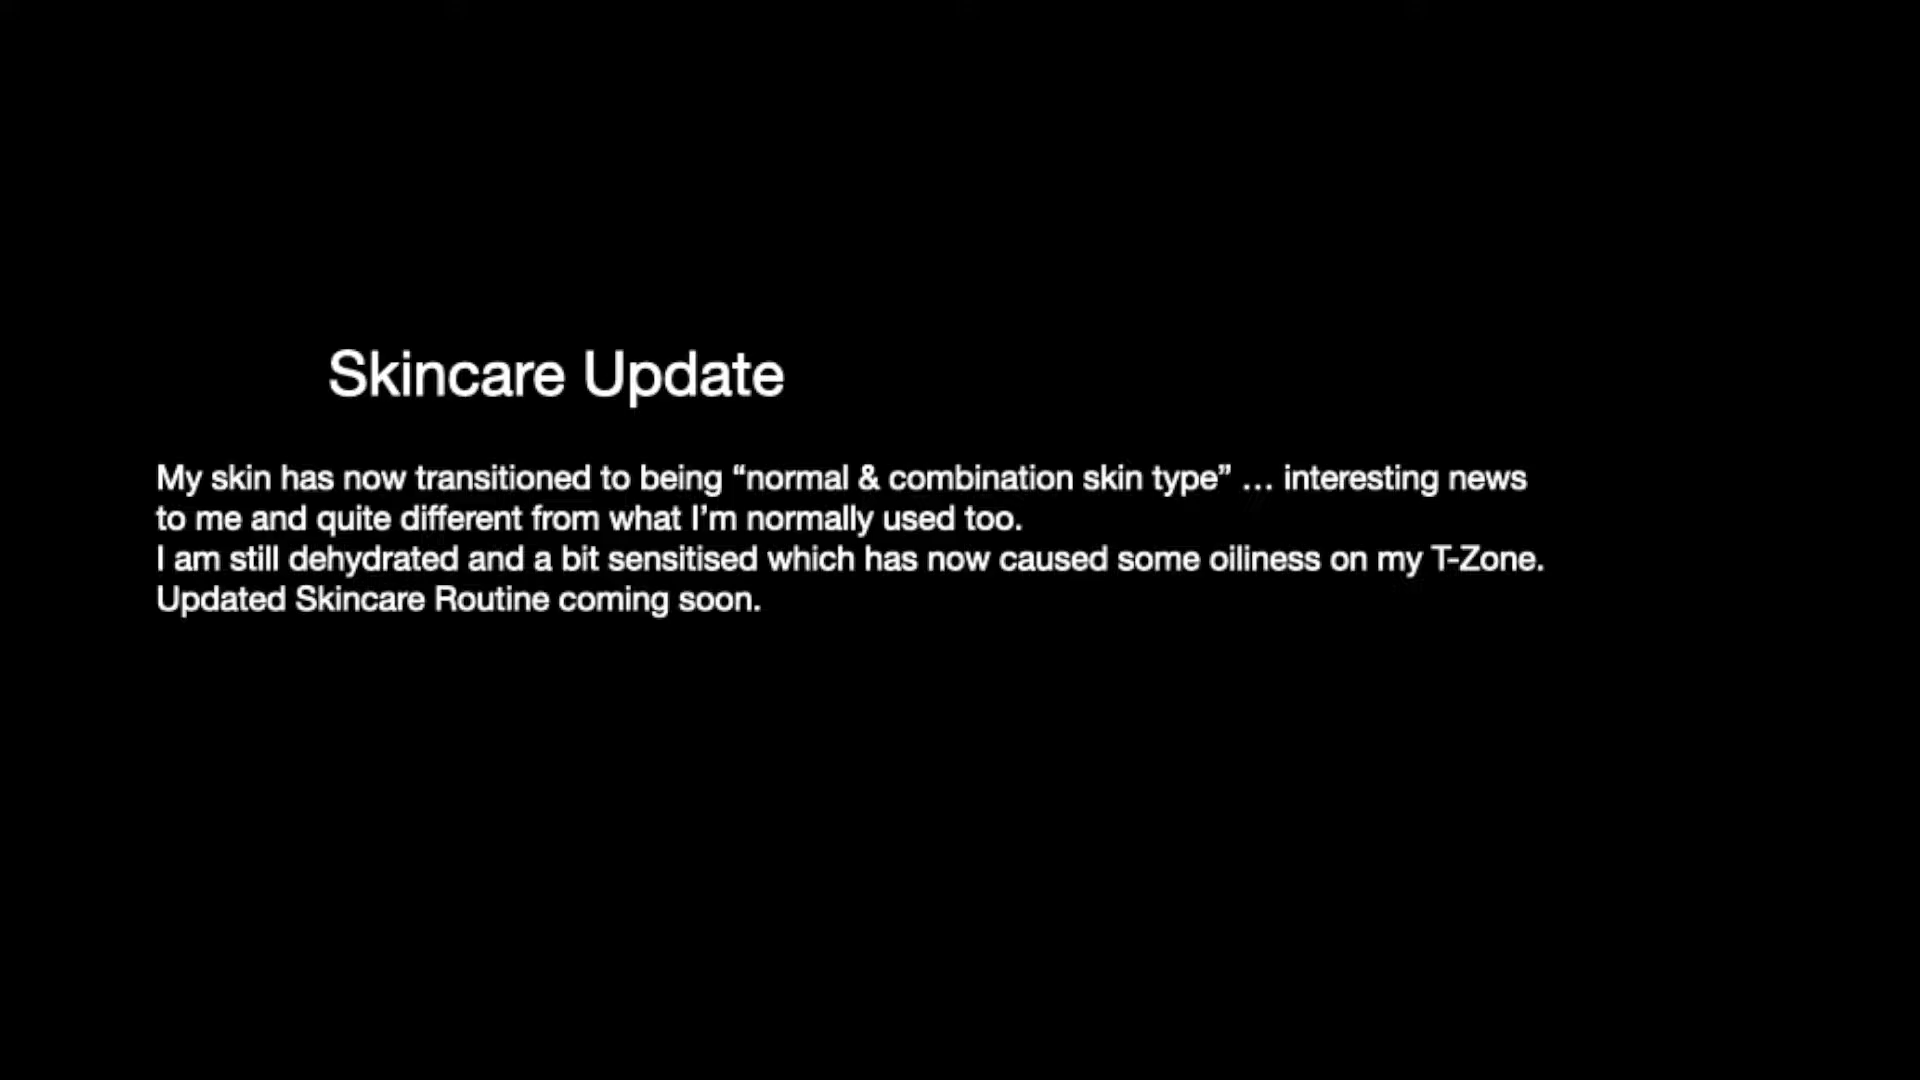 Skincare Update
My skin has now transitioned to being “normal & combination skin type” … interesting news
to me and quite different from what I’m normally used too.
I am still dehydrated and a bit sensitised which has now caused some oiliness on my T-Zone.
Updated Skincare Routine coming soon.